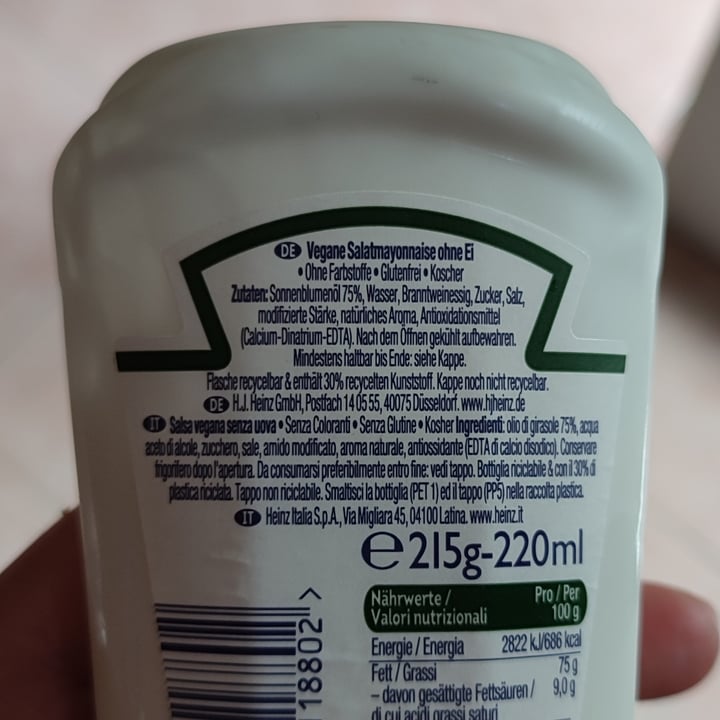 DE Vegane Salatmayonnaise ohne Ei
• Ohne Farbstoffe • Glutenfrei • Koscher
Zutaten: Sonnenblumenöl 75%, Wasser, Branntweinessig, Zucker, Salz,
modifizierte Stärke, natürliches Aroma, Antioxidationsmittel
(Calcium-Dinatrium-EDTA). Nach dem Öffnen gekühlt aufbewahren.
Mindestens haltbar bis Ende: siehe Kappe.
Flasche recycelbar & enthält 30% recycelten Kunststoff. Kappe noch nicht recycelbar.
DE H.J. Heinz GmbH, Postfach 14 05 55, 40075 Düsseldorf. www.hjheinz.de
IT Salsa vegana senza uova • Senza Coloranti • Senza Glutine • Kosher Ingredienti: olio di girasole 75%, acqua
aceto di alcole, zucchero, sale, amido modificato, aroma naturale, antiossidante (EDTA di calcio disodico). Conservare
frigorifero dopo l'apertura. Da consumarsi preferibilmente entro fine: vedi tappo. Bottiglia riciclabile & con il 30% di
plastica riciclata. Tappo non riciclabile. Smaltisci la bottiglia (PET 1) ed il tappo (PP5) nella raccolta plastica.
IT Heinz Italia S.p.A., Via Migliara 45, 04100 Latina. www.heinz.it
e 215g-220ml
Nährwerte / Pro / Per
Valori nutrizionali 100 g
Energie / Energia 2822 kJ/686 kcal
Fett / Grassi 75 g
– davon gesättigte Fettsäuren / 9,0 g
di cui acidi grassi saturi
18802 >